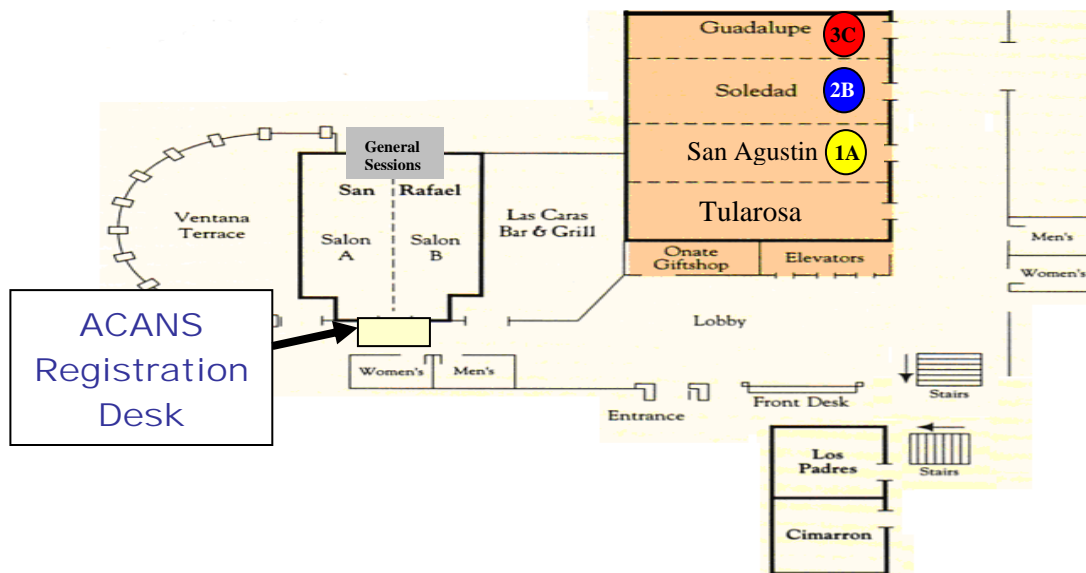 Guadalupe
3C
Soledad
2B
San Agustin
1A
Tularosa
Onate
Giftshop
Elevators
General
Sessions
San Rafael
Salon
A
Salon
B
Ventana
Terrace
Las Caras
Bar & Grill
Men's
Women's
ACANS
Registration
Desk
Lobby
Women's
Men's
Entrance
Front Desk
Stairs
Stairs
Los
Padres
Cimarron